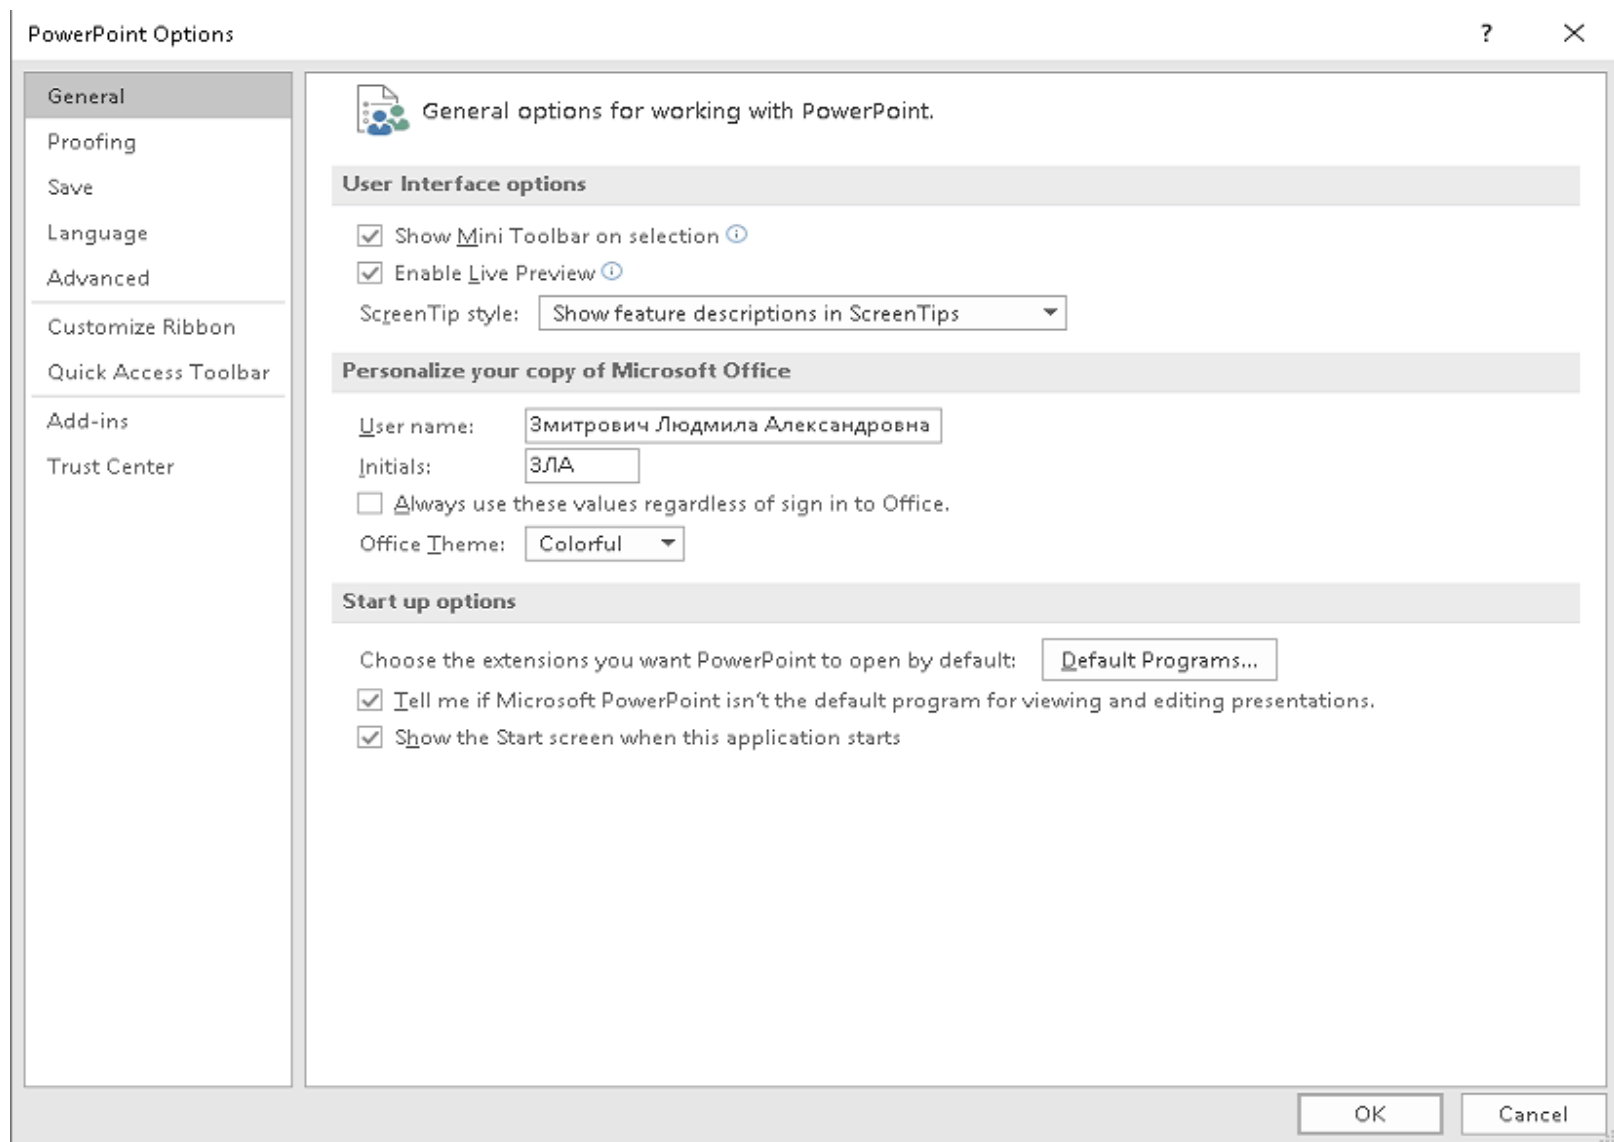 PowerPoint Options
?
General
Proofing
Save
Language
Advanced
Customize Ribbon
Quick Access Toolbar
Add-ins
Trust Center
General options for working with PowerPoint.
User Interface options
Show Mini Toolbar on selection
Enable Live Preview
ScreenTip style: Show feature descriptions in ScreenTips
Personalize your copy of Microsoft Office
User name: Змитрович Людмила Александровна
Initials: ЗЛА
Always use these values regardless of sign in to Office.
Office Theme: Colorful
Start up options
Choose the extensions you want PowerPoint to open by default: Default Programs...
Tell me if Microsoft PowerPoint isn't the default program for viewing and editing presentations.
Show the Start screen when this application starts
OK Cancel